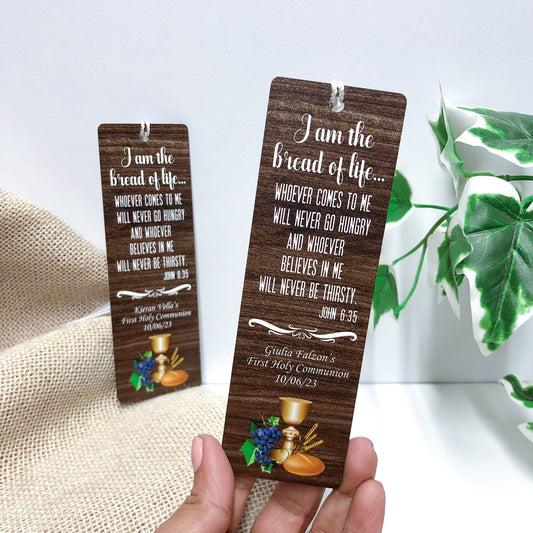 I am the
bread of life...
WHOEVER COMES TO ME
WILL NEVER GO HUNGRY
AND WHOEVER
BELIEVES IN ME
WILL NEVER BE THIRSTY.
JOHN 6:35
Kieran Vella's
First Holy Communion
10/06/23
I am the
bread of life...
WHOEVER COMES TO ME
WILL NEVER GO HUNGRY
AND WHOEVER
BELIEVES IN ME
WILL NEVER BE THIRSTY.
JOHN 6:35
Giulia Falzon's
First Holy Communion
10/06/23